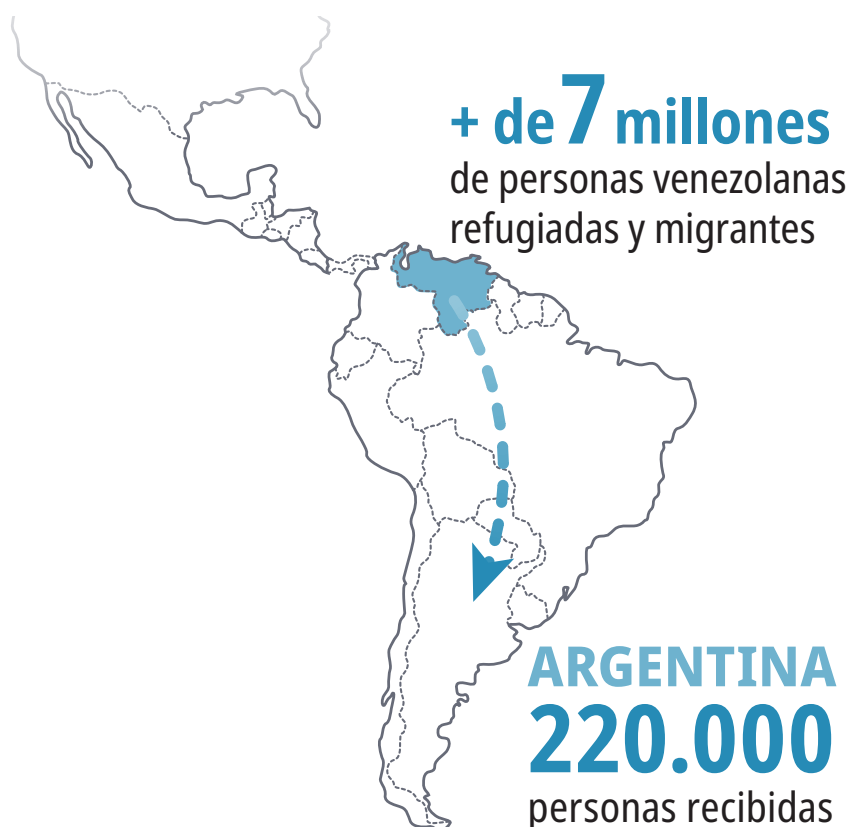 + de 7 millones
de personas venezolanas
refugiadas y migrantes
ARGENTINA
220.000
personas recibidas